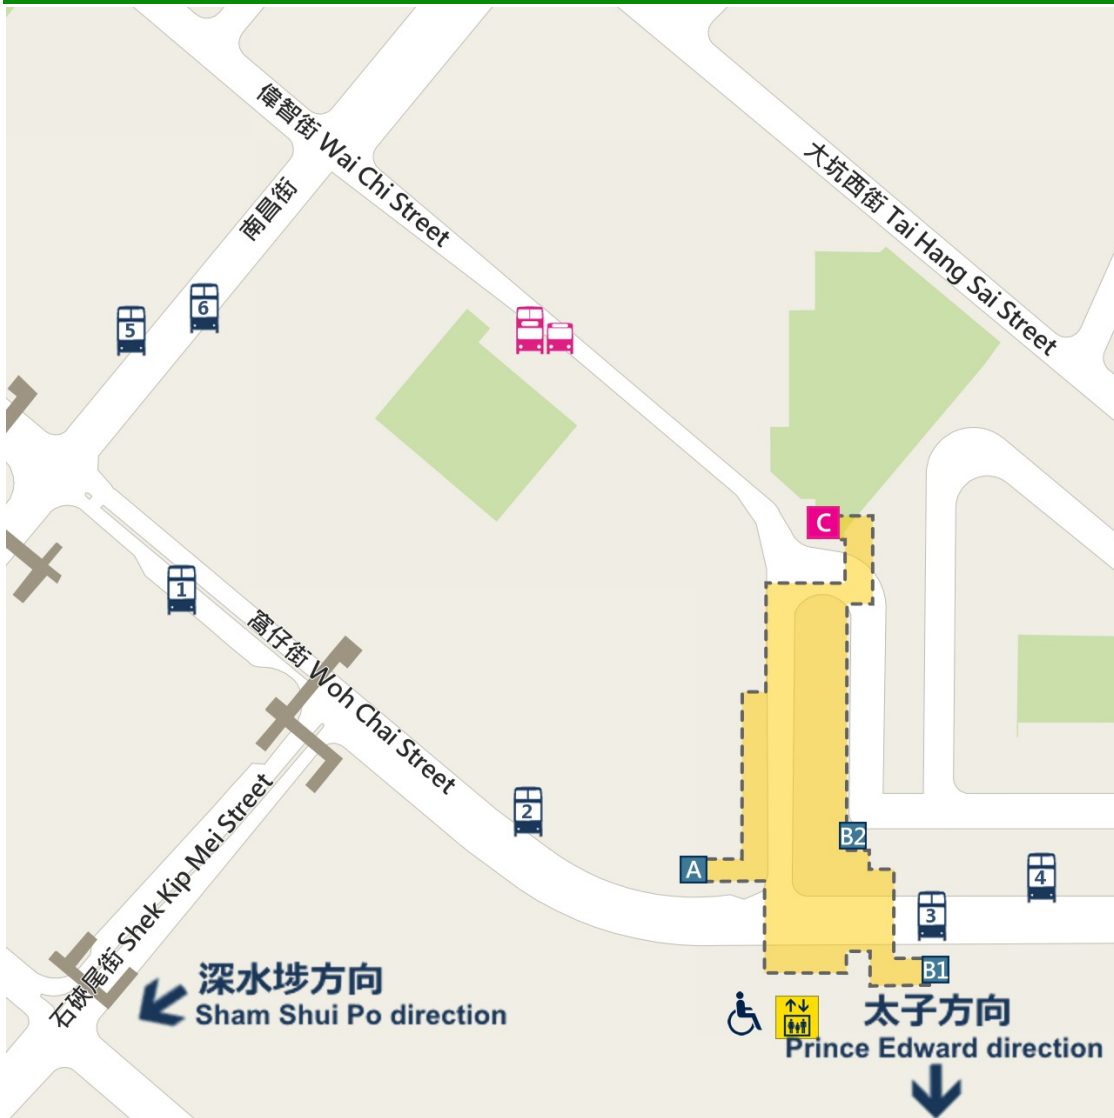 偉智街 Wai Chi Street
大坑西街 Tai Hang Sai Street
南昌街
6
5
C
1
窩仔街 Woh Chai Street
2
B2
A
4
3
石硤尾街 Shek Kip Mei Street
B1
深水埗方向
Sham Shui Po direction
太子方向
Prince Edward direction